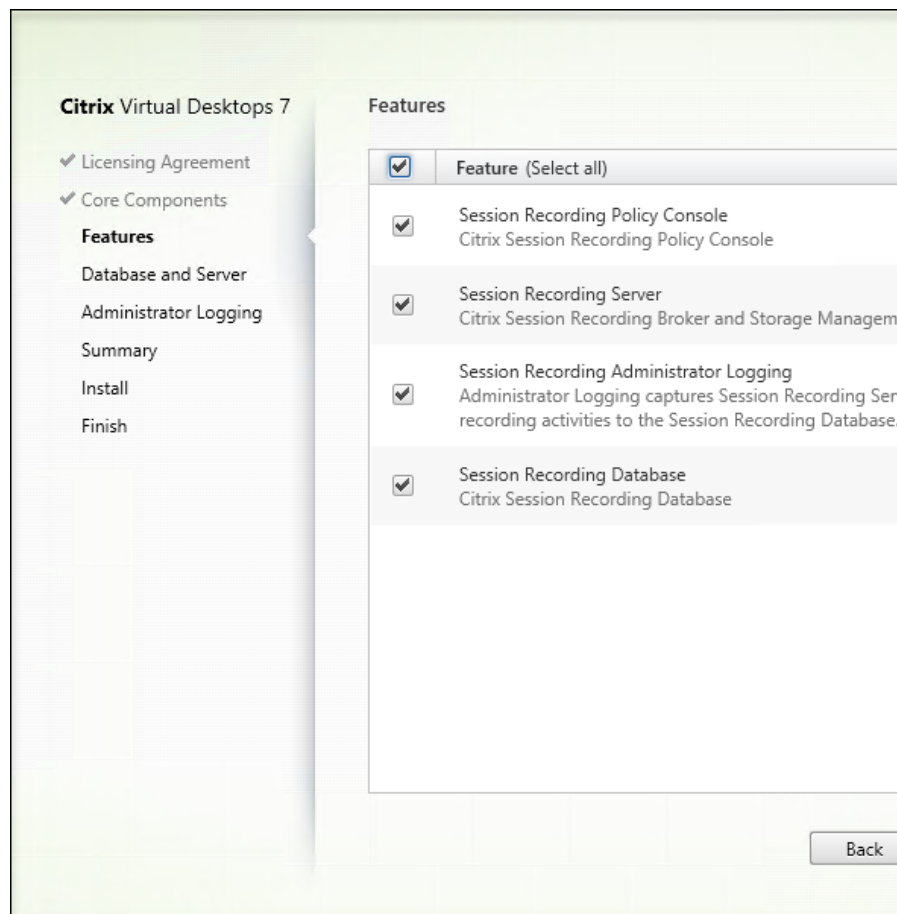 Citrix Virtual Desktops 7
Licensing Agreement
Core Components
Features
Database and Server
Administrator Logging
Summary
Install
Finish
Features
Feature (Select all)
Session Recording Policy Console
Citrix Session Recording Policy Console
Session Recording Server
Citrix Session Recording Broker and Storage Managem
Session Recording Administrator Logging
Administrator Logging captures Session Recording Ser
recording activities to the Session Recording Database.
Session Recording Database
Citrix Session Recording Database
Back